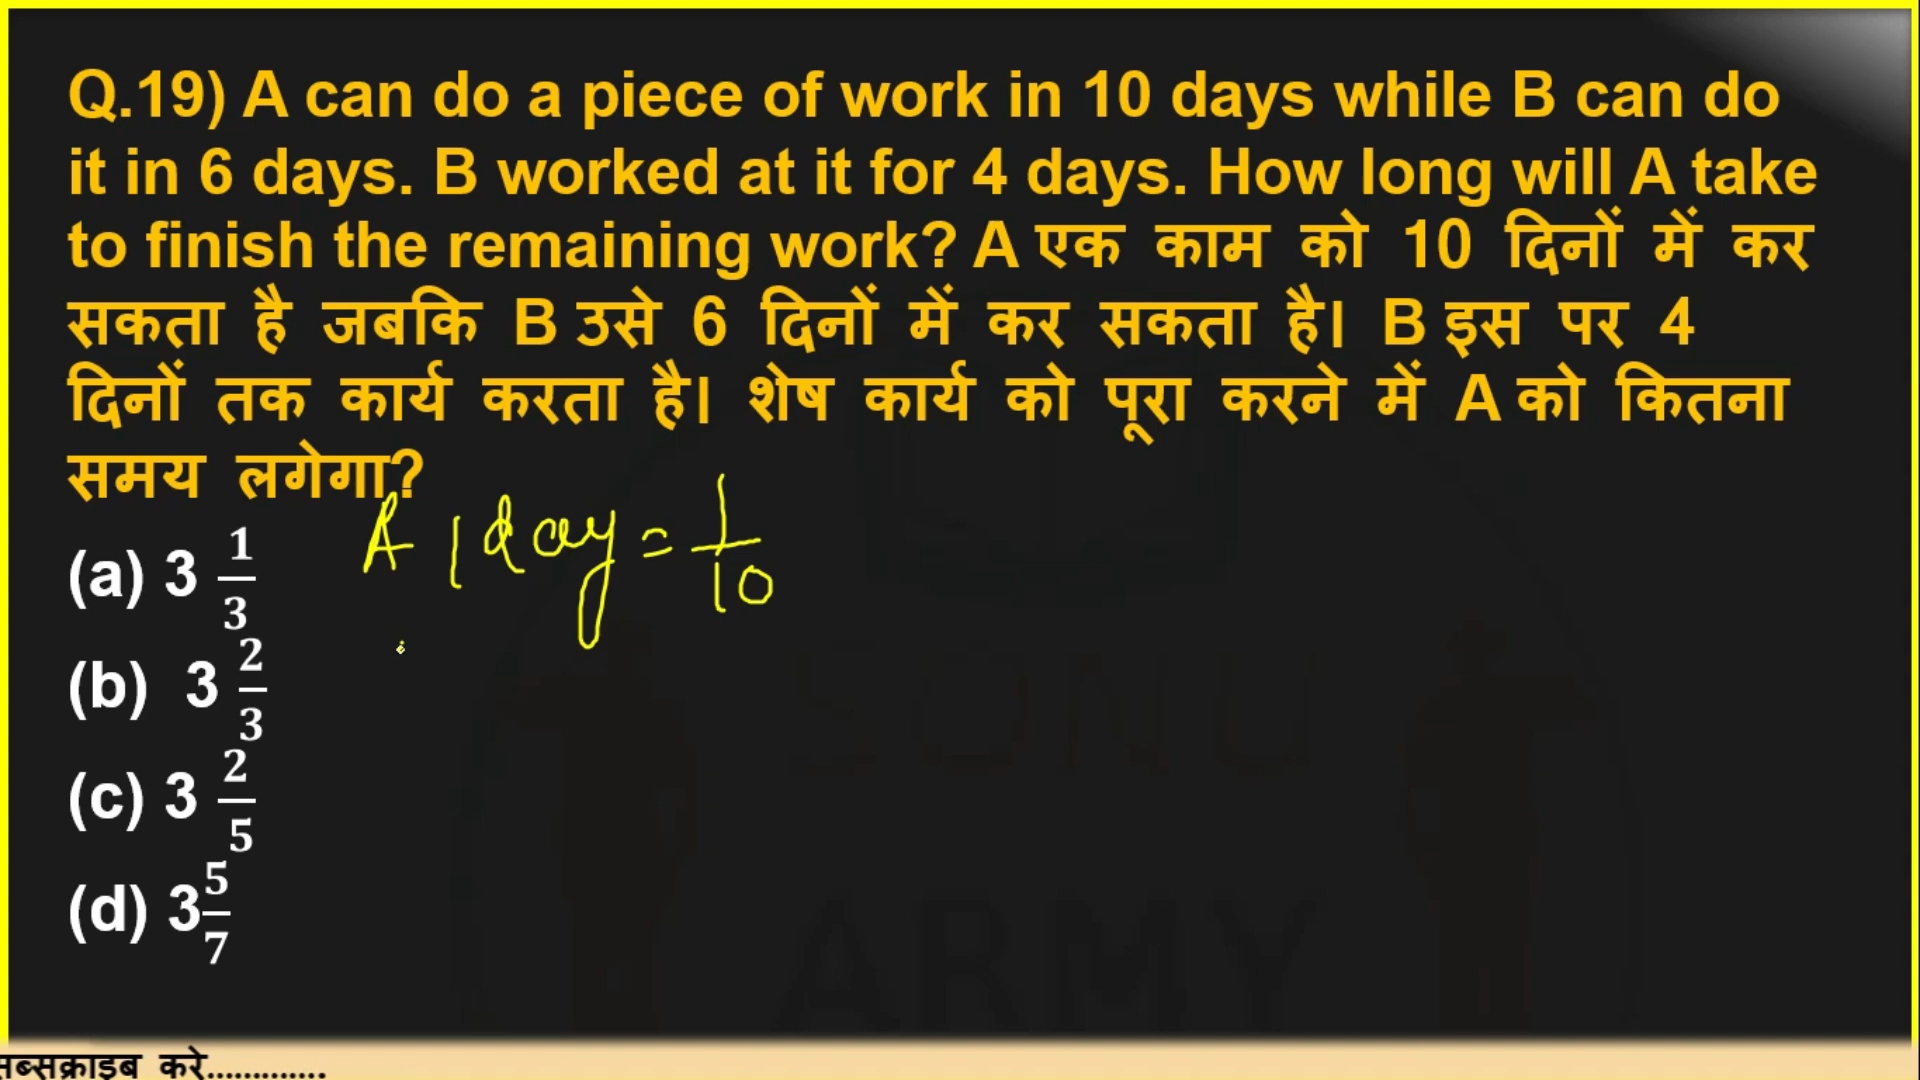 Q.19) A can do a piece of work in 10 days while B can do
it in 6 days. B worked at it for 4 days. How long will A take
to finish the remaining work? A एक काम को 10 दिनों में कर
सकता है जबकि B उसे 6 दिनों में कर सकता है। B इस पर 4
दिनों तक कार्य करता है। शेष कार्य को पूरा करने में A को कितना
समय लगेगा?
A 1 day = 1/10
(a) 3 1/3
(b) 3 2/3
(c) 3 2/5
(d) 3 5/7
SONU
ARMY
सब्सक्राइब करे.............